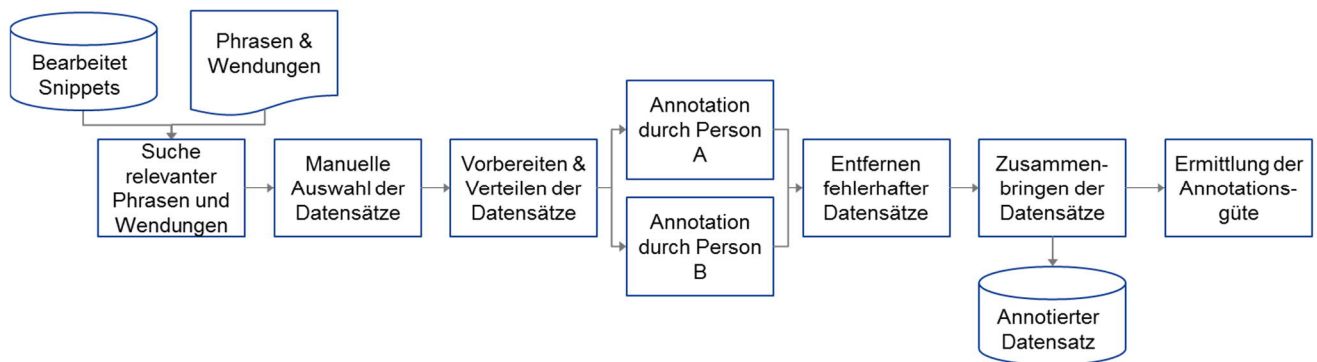 Bearbeitet
Snippets
Phrasen &
Wendungen
Suche
relevanter
Phrasen und
Wendungen
Manuelle
Auswahl der
Datensätze
Vorbereiten &
Verteilen der
Datensätze
Annotation
durch Person
A
Annotation
durch Person
B
Entfernen
fehlerhafter
Datensätze
Zusammen-
bringen der
Datensätze
Ermittlung der
Annotations-
güte
Annotierter
Datensatz